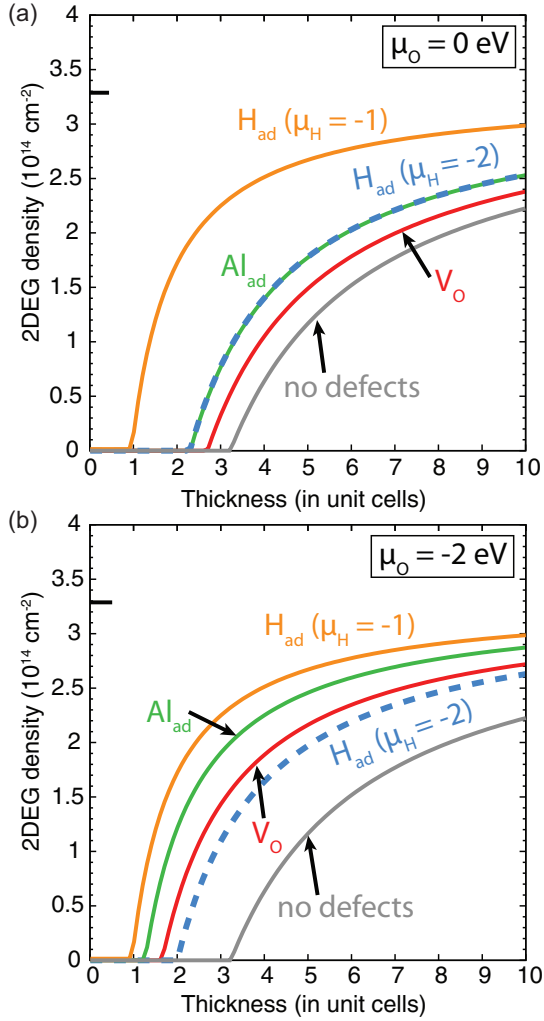 (a)
μO = 0 eV
4
3.5
3
2.5
2
1.5
1
0.5
0
2DEG density (10¹⁴ cm⁻²)
Had (μH = -1)
Had (μH = -2)
Alad
VO
no defects
0 1 2 3 4 5 6 7 8 9 10
Thickness (in unit cells)
(b)
μO = -2 eV
4
3.5
3
2.5
2
1.5
1
0.5
0
2DEG density (10¹⁴ cm⁻²)
Had (μH = -1)
Alad
Had (μH = -2)
VO
no defects
0 1 2 3 4 5 6 7 8 9 10
Thickness (in unit cells)